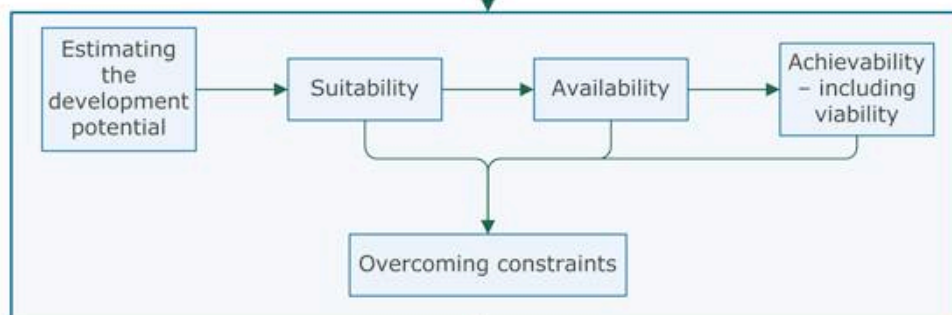 Estimating
the
development
potential
Suitability
Availability
Achievability
– including
viability
Overcoming constraints